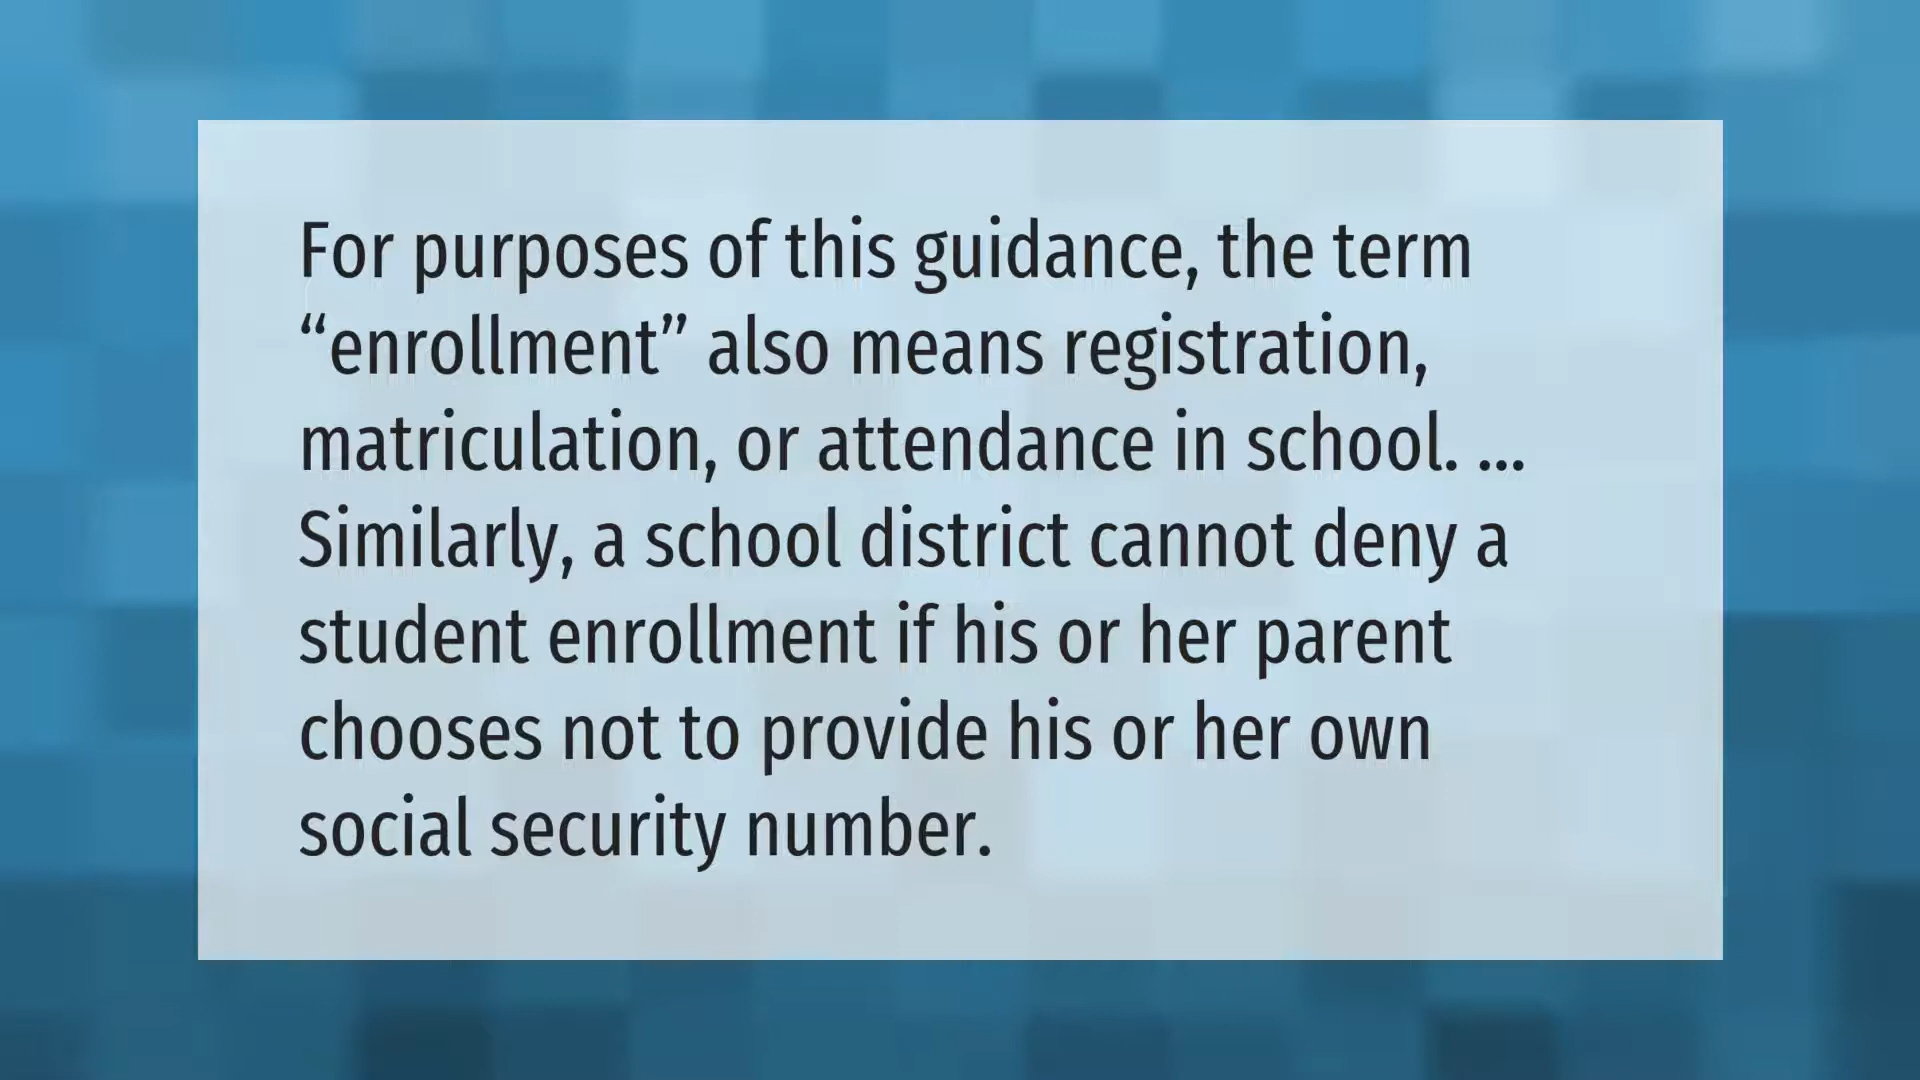 For purposes of this guidance, the term
“enrollment” also means registration,
matriculation, or attendance in school. ...
Similarly, a school district cannot deny a
student enrollment if his or her parent
chooses not to provide his or her own
social security number.